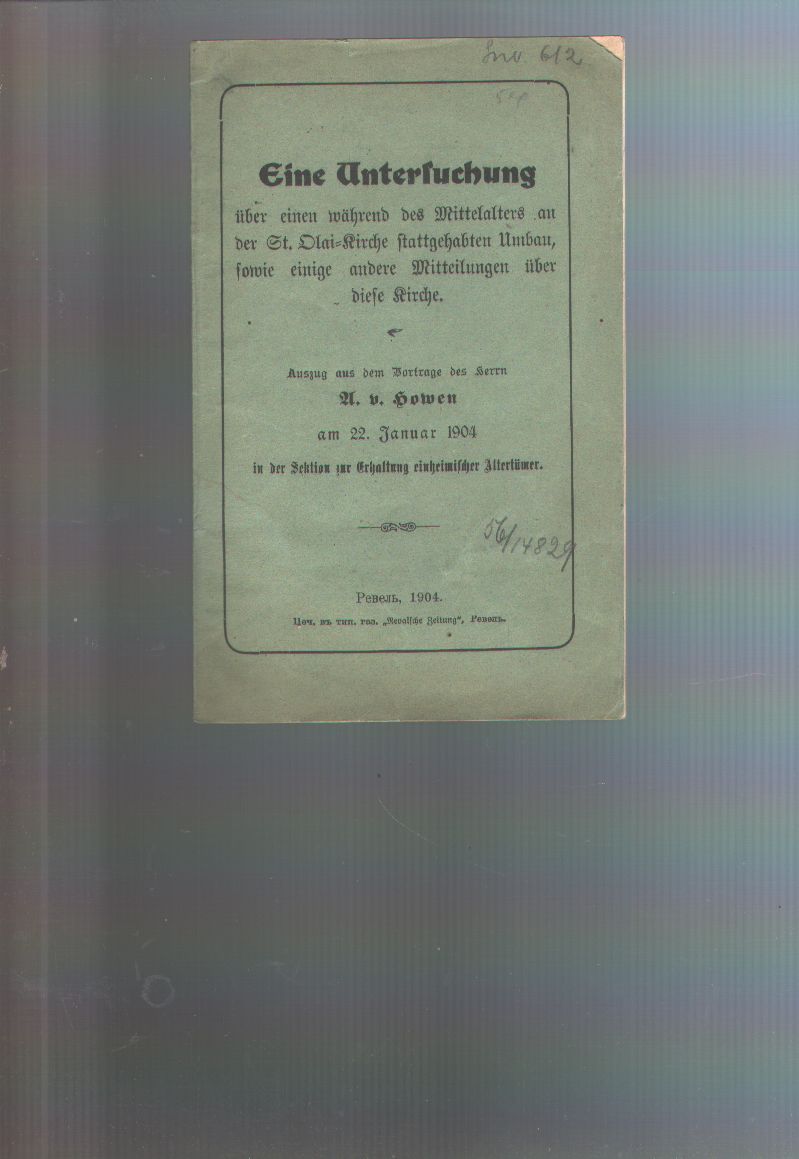 Inv. 612
Eine Untersuchung
über einen während des Mittelalters an
der St. Olai-Kirche stattgehabten Umbau,
sowie einige andere Mitteilungen über
diese Kirche.
Auszug aus dem Vortrage des Herrn
A. v. Howen
am 22. Januar 1904
in der Sektion zur Erhaltung einheimischer Altertümer.
56/14829
Ревель, 1904.
Печ. въ тип. газ. „Revalsche Zeitung“, Ревель.